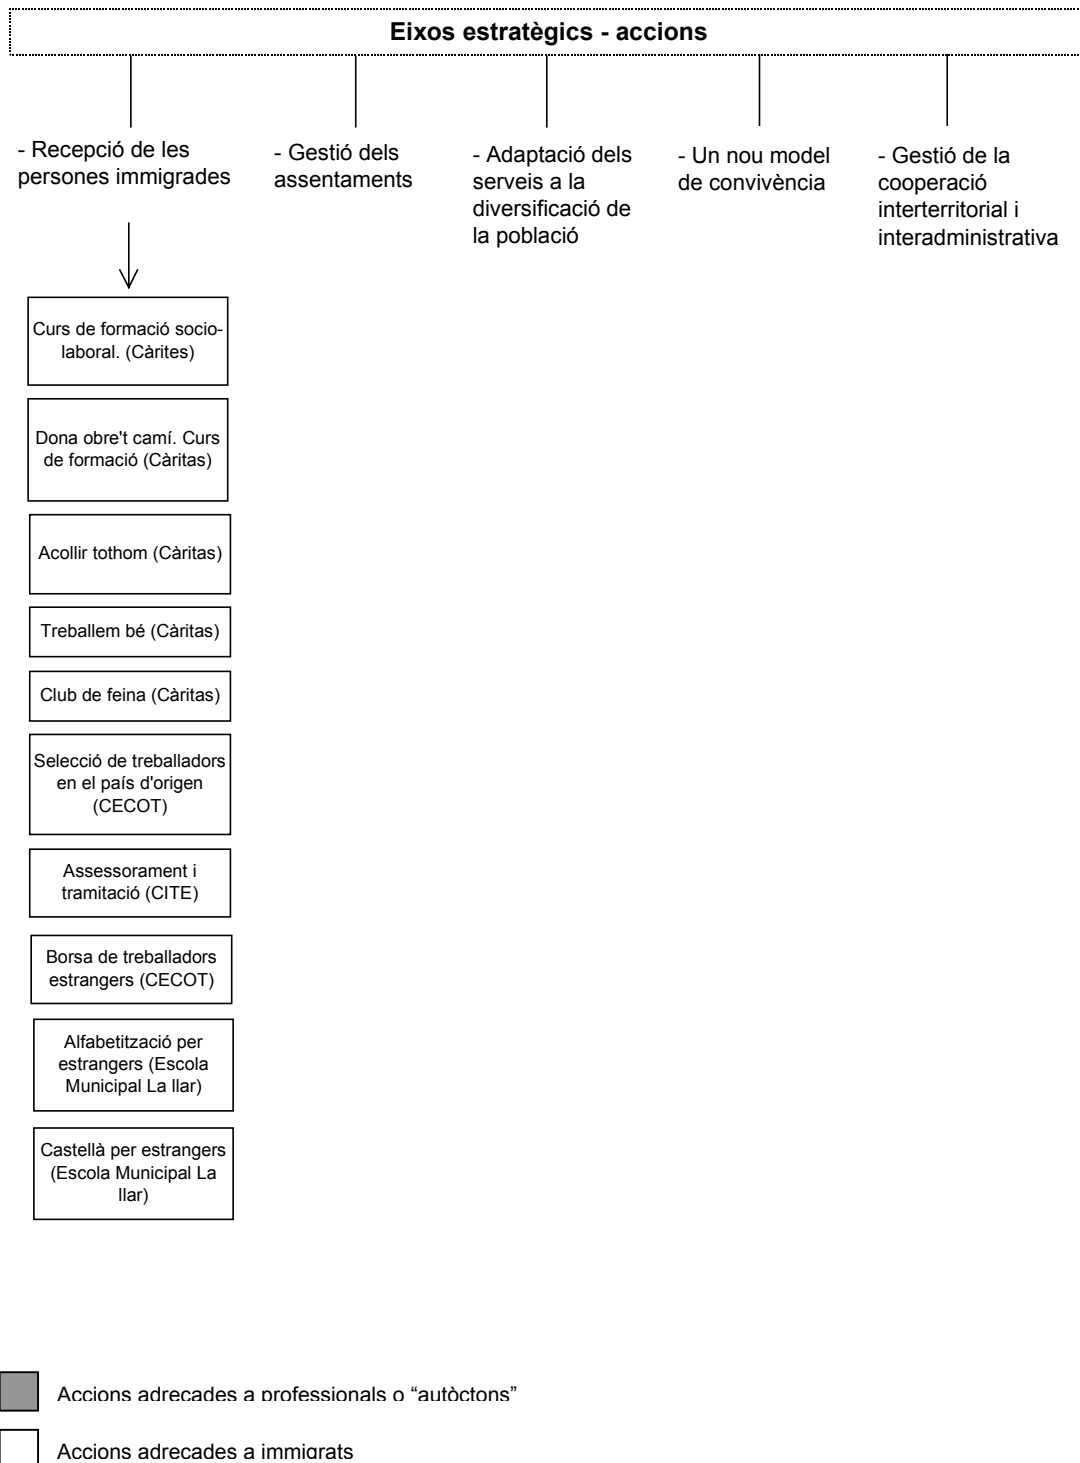 Eixos estratègics - accions
- Recepció de les
persones immigrades
- Gestió dels
assentaments
- Adaptació dels
serveis a la
diversificació de
la població
- Un nou model
de convivència
- Gestió de la
cooperació
interterritorial i
interadministrativa
Curs de formació socio-
laboral. (Càrites)
Dona obre't camí. Curs
de formació (Càritas)
Acollir tothom (Càritas)
Treballem bé (Càritas)
Club de feina (Càritas)
Selecció de treballadors
en el país d'origen
(CECOT)
Assessorament i
tramitació (CITE)
Borsa de treballadors
estrangers (CECOT)
Alfabetització per
estrangers (Escola
Municipal La llar)
Castellà per estrangers
(Escola Municipal La
llar)
Accions adreçades a professionals o “autòctons”
Accions adreçades a immigrats